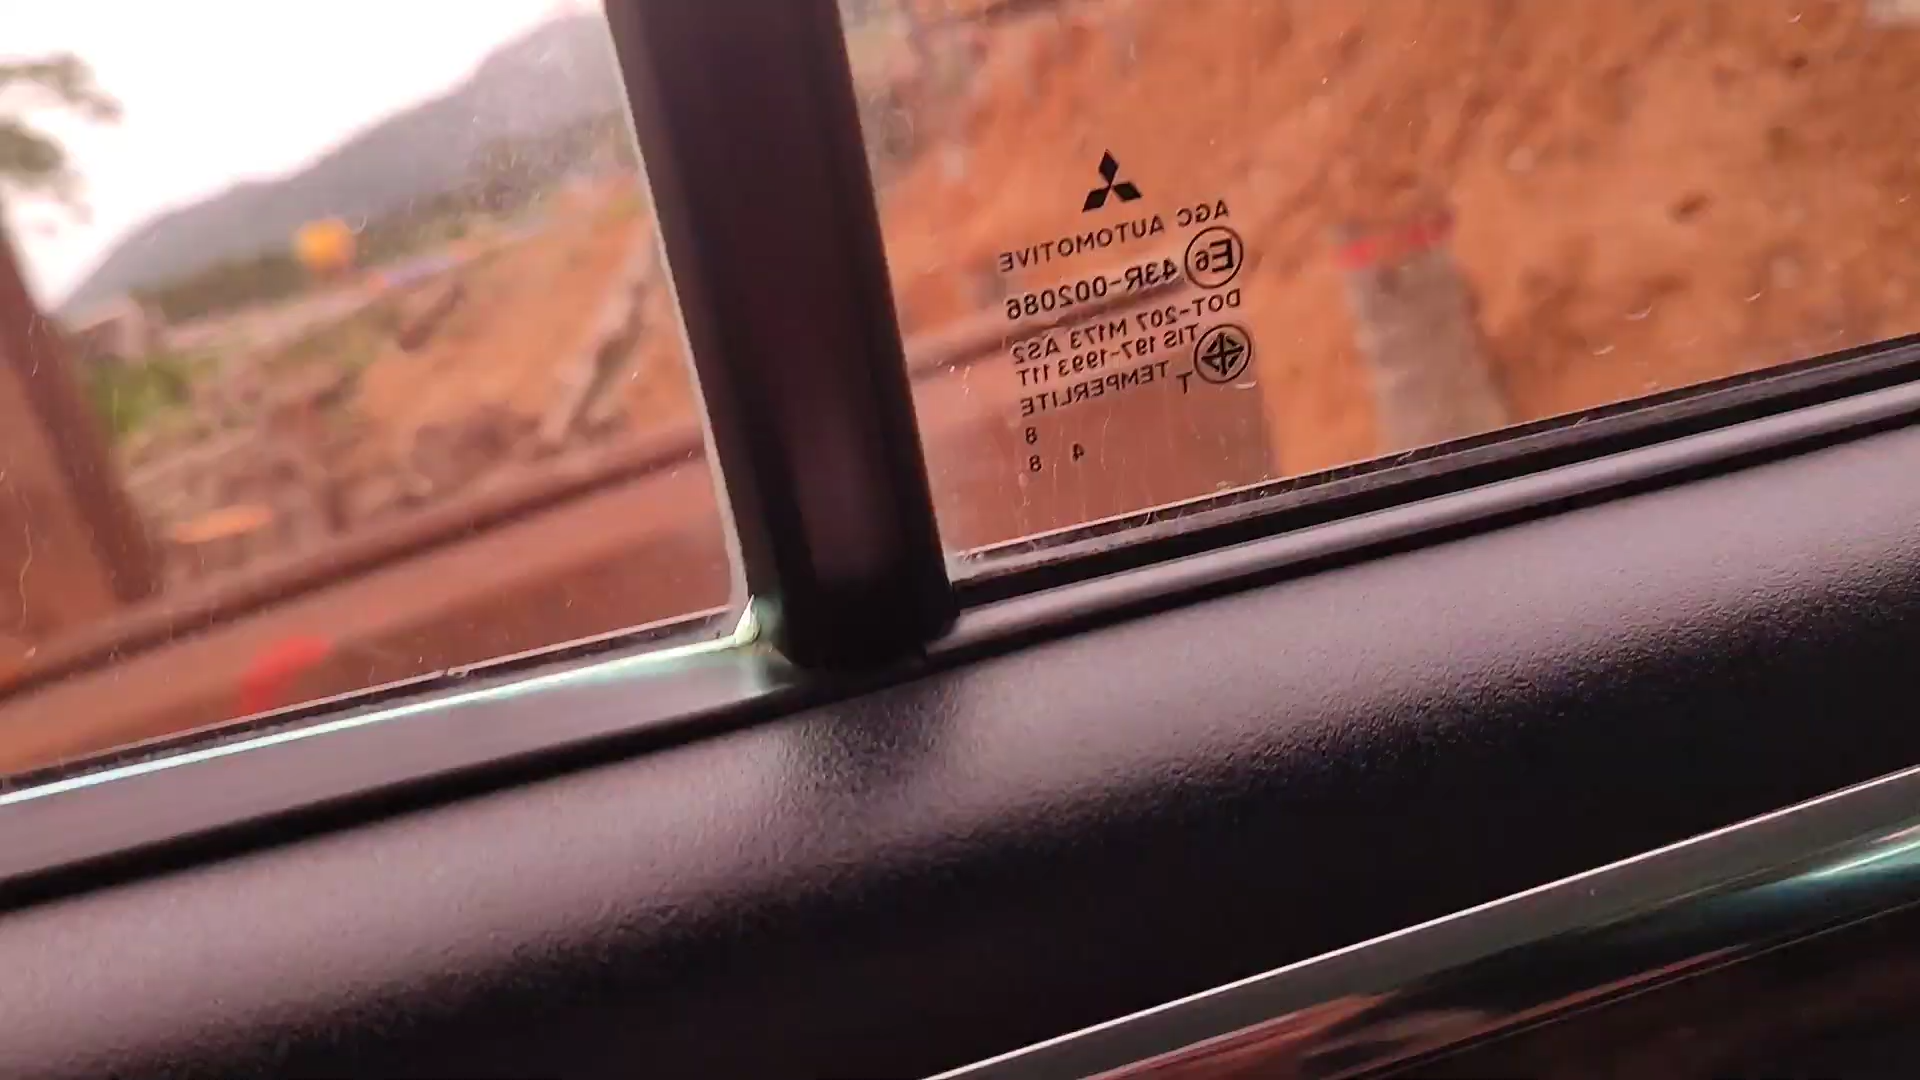 AGC AUTOMOTIVE
E6 43R-002086
DOT-207 M173 AS2
TIS 197-1993 11T
T TEMPERLITE
8
4 8